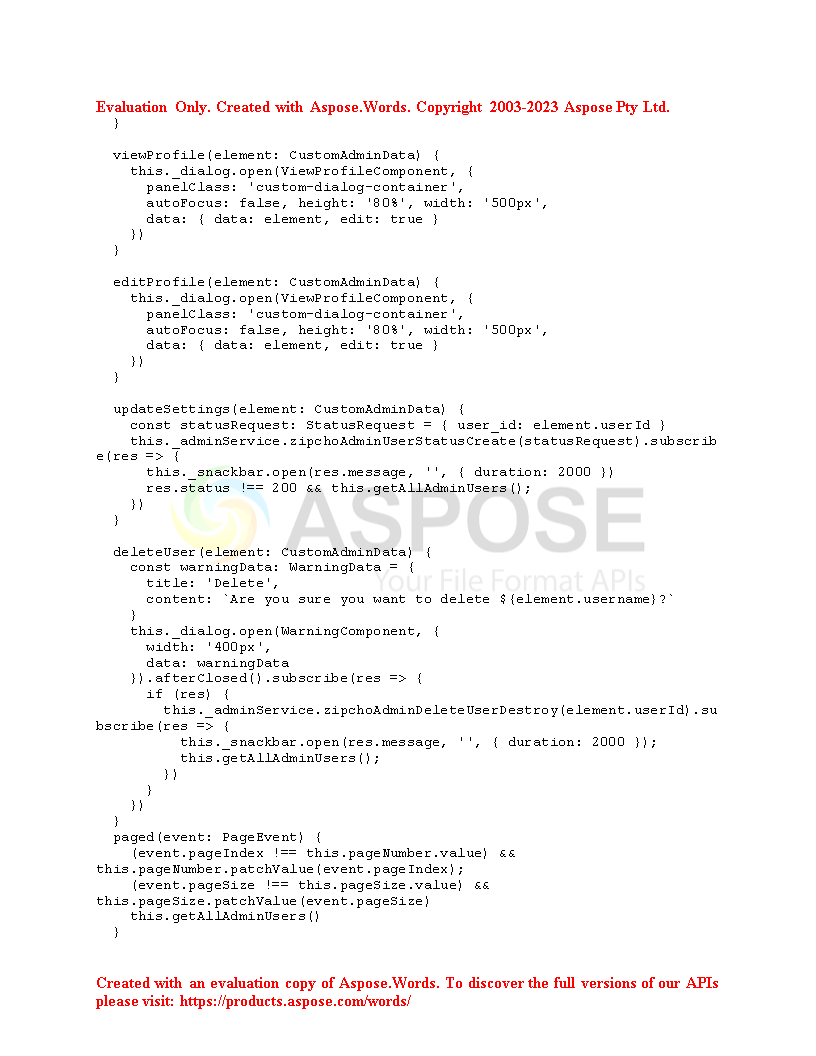 Evaluation Only. Created with Aspose.Words. Copyright 2003-2023 Aspose Pty Ltd.
  }

  viewProfile(element: CustomAdminData) {
    this._dialog.open(ViewProfileComponent, {
      panelClass: 'custom-dialog-container',
      autoFocus: false, height: '80%', width: '500px',
      data: { data: element, edit: true }
    })
  }

  editProfile(element: CustomAdminData) {
    this._dialog.open(ViewProfileComponent, {
      panelClass: 'custom-dialog-container',
      autoFocus: false, height: '80%', width: '500px',
      data: { data: element, edit: true }
    })
  }

  updateSettings(element: CustomAdminData) {
    const statusRequest: StatusRequest = { user_id: element.userId }
    this._adminService.zipchoAdminUserStatusCreate(statusRequest).subscrib
e(res => {
      this._snackbar.open(res.message, '', { duration: 2000 })
      res.status !== 200 && this.getAllAdminUsers();
    })
  }
ASPOSE
Your File Format APIs

  deleteUser(element: CustomAdminData) {
    const warningData: WarningData = {
      title: 'Delete',
      content: `Are you sure you want to delete ${element.username}?`
    }
    this._dialog.open(WarningComponent, {
      width: '400px',
      data: warningData
    }).afterClosed().subscribe(res => {
      if (res) {
        this._adminService.zipchoAdminDeleteUserDestroy(element.userId).su
bscribe(res => {
          this._snackbar.open(res.message, '', { duration: 2000 });
          this.getAllAdminUsers();
        })
      }
    })
  }
  paged(event: PageEvent) {
    (event.pageIndex !== this.pageNumber.value) &&
this.pageNumber.patchValue(event.pageIndex);
    (event.pageSize !== this.pageSize.value) &&
this.pageSize.patchValue(event.pageSize)
    this.getAllAdminUsers()
  }

Created with an evaluation copy of Aspose.Words. To discover the full versions of our APIs
please visit: https://products.aspose.com/words/